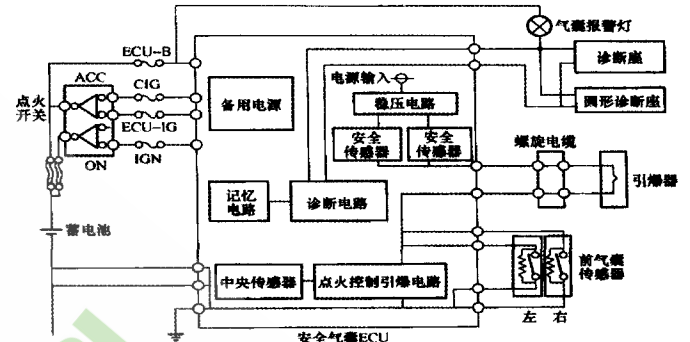 ECU-B
气囊报警灯
ACC
CIG
诊断座
点火
开关
电源输入
备用电源
稳压电路
圆形诊断座
ECU-IG
安全
传感器
安全
传感器
螺旋电缆
ON
IGN
引爆器
记忆
电路
诊断电路
蓄电池
前气囊
传感器
中央传感器
点火控制引爆电路
左
右
安全气囊ECU